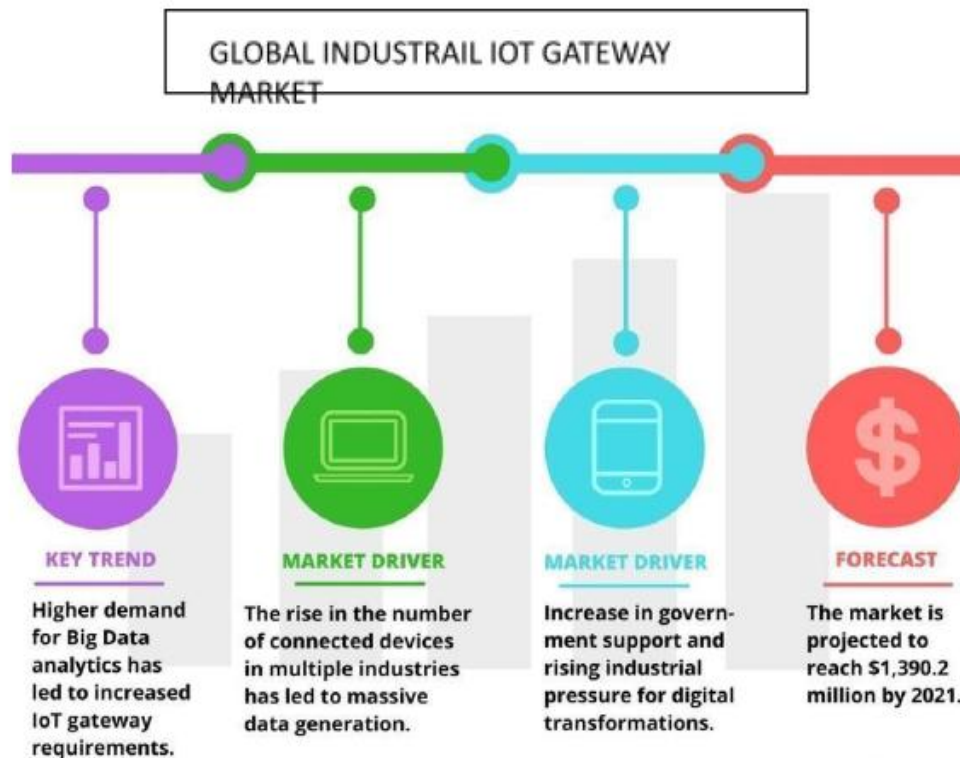 GLOBAL INDUSTRAIL IOT GATEWAY
MARKET
KEY TREND
Higher demand
for Big Data
analytics has
led to increased
IoT gateway
requirements.
MARKET DRIVER
The rise in the number
of connected devices
in multiple industries
has led to massive
data generation.
MARKET DRIVER
Increase in govern-
ment support and
rising industrial
pressure for digital
transformations.
FORECAST
The market is
projected to
reach $1,390.2
million by 2021.